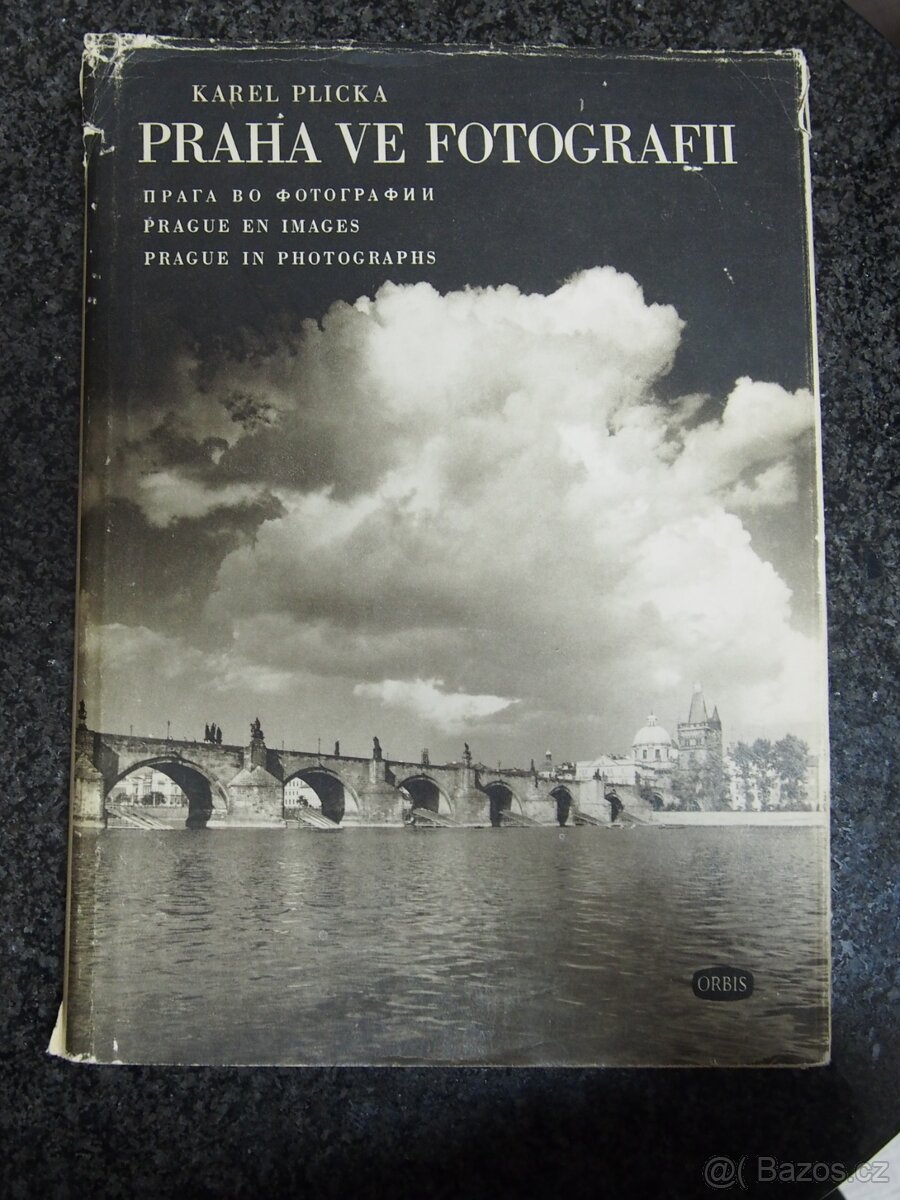 KAREL PLICKA
PRAHA VE FOTOGRAFII
ПРАГА ВО ФОТОГРАФИИ
PRAGUE EN IMAGES
PRAGUE IN PHOTOGRAPHS
ORBIS
@( Bazos.cz